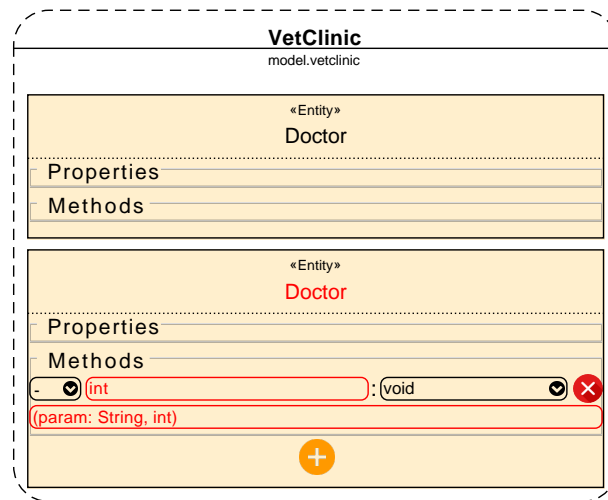 VetClinic
model.vetclinic
«Entity»
Doctor
Properties
Methods
«Entity»
Doctor
Properties
Methods
- int : void
(param: String, int)